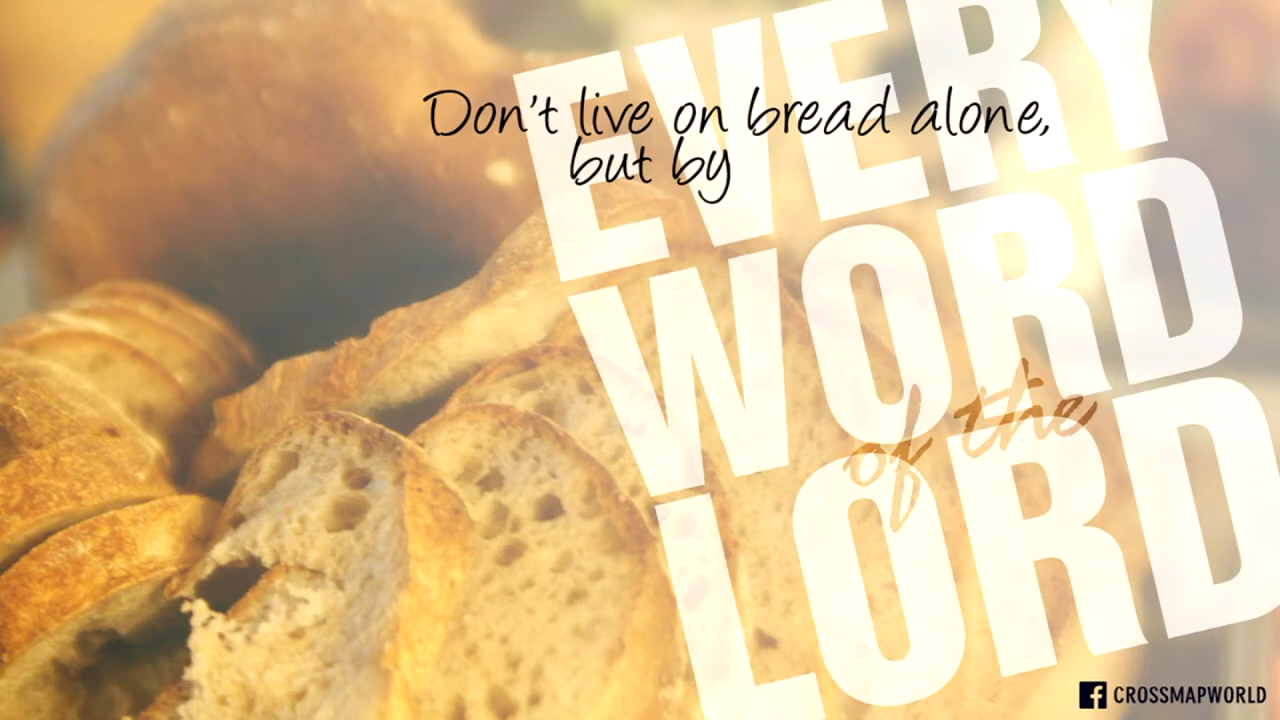 Don't live on bread alone,
but by
EVERY
WORD
of the
LORD
CROSSMAPWORLD